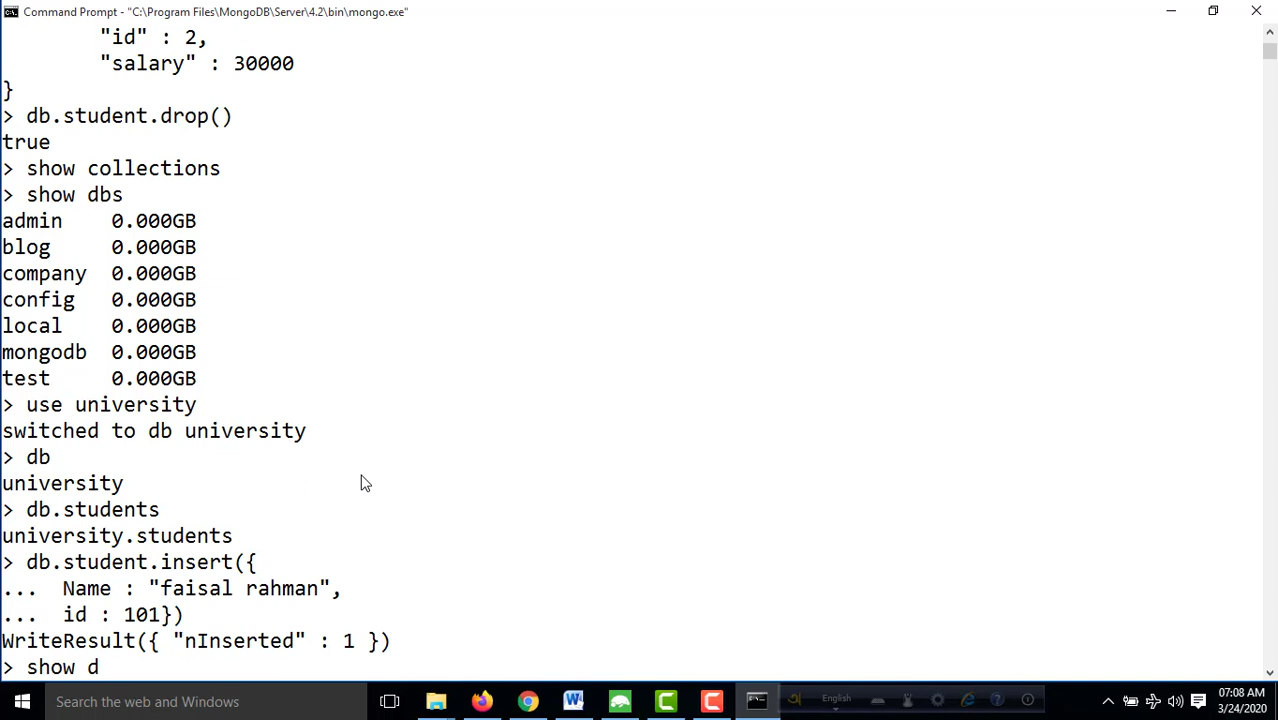 Command Prompt - "C:\Program Files\MongoDB\Server\4.2\bin\mongo.exe"
"id" : 2,
"salary" : 30000
}
> db.student.drop()
true
> show collections
> show dbs
admin 0.000GB
blog 0.000GB
company 0.000GB
config 0.000GB
local 0.000GB
mongodb 0.000GB
test 0.000GB
> use university
switched to db university
> db
university
> db.students
university.students
> db.student.insert({
... Name : "faisal rahman",
... id : 101})
WriteResult({ "nInserted" : 1 })
> show d
Search the web and Windows
English
07:08 AM
3/24/2020